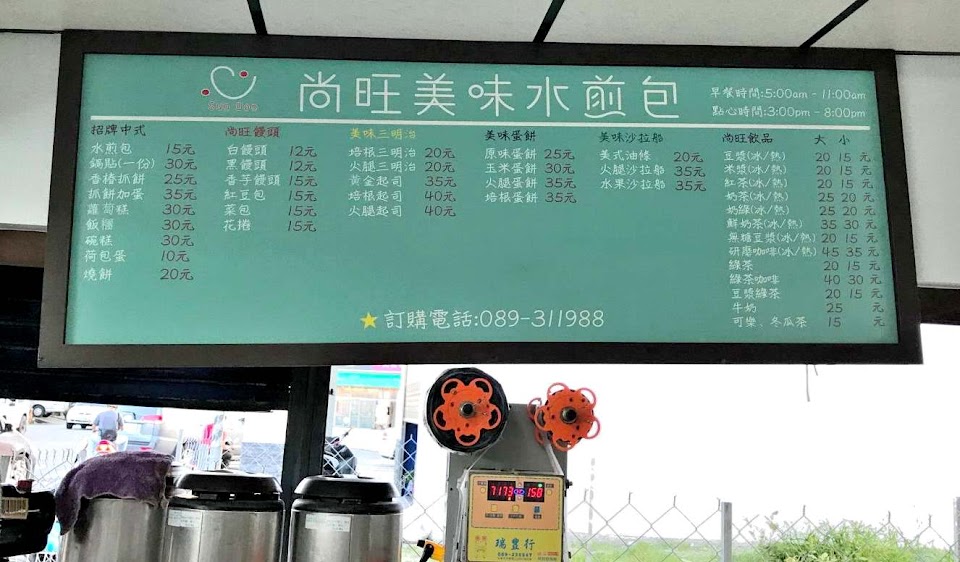 尚旺美味水煎包
早餐時間:5:00am - 11:00am
點心時間:3:00pm - 8:00pm
招牌中式
水煎包 15元
鍋貼(一份) 30元
香椿抓餅 25元
抓餅加蛋 35元
蘿蔔糕 30元
飯糰 30元
碗糕 30元
荷包蛋 10元
燒餅 20元
尚旺饅頭
白饅頭 12元
黑饅頭 12元
香芋饅頭 15元
紅豆包 15元
菜包 15元
花捲 15元
美味三明治
培根三明治 20元
火腿三明治 20元
黃金起司 35元
培根起司 40元
火腿起司 40元
美味蛋餅
原味蛋餅 25元
玉米蛋餅 30元
火腿蛋餅 35元
培根蛋餅 35元
美味沙拉船
美式油條 20元
火腿沙拉船 35元
水果沙拉船 35元
尚旺飲品 大 小
豆漿(冰/熱) 20 15 元
米漿(冰/熱) 20 15 元
紅茶(冰/熱) 20 15 元
奶茶(冰/熱) 25 20 元
奶綠(冰/熱) 25 20 元
鮮奶茶(冰/熱) 35 30 元
無糖豆漿(冰/熱) 20 15 元
研磨咖啡(冰/熱) 45 35 元
綠茶 20 15 元
綠茶咖啡 40 30 元
豆漿綠茶 20 15 元
牛奶 25 元
可樂、冬瓜茶 15 元
★訂購電話:089-311988
7173 158
瑞豊行